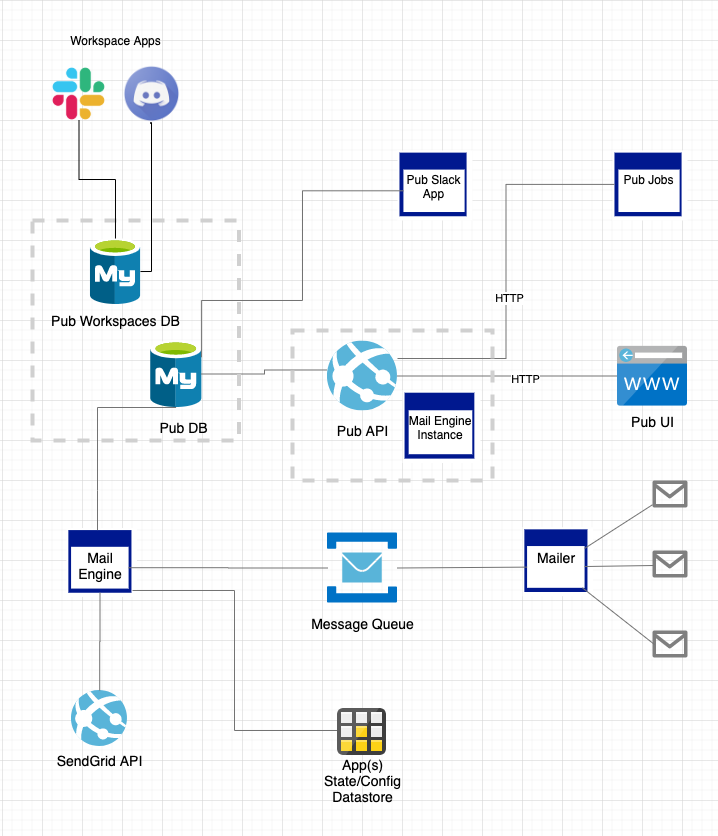 Workspace Apps
Pub Slack
App
Pub Jobs
My
Pub Workspaces DB
HTTP
My
Pub DB
Pub API
HTTP
WWW
Pub UI
Mail Engine
Instance
Mail
Engine
Message Queue
Mailer
SendGrid API
App(s)
State/Config
Datastore